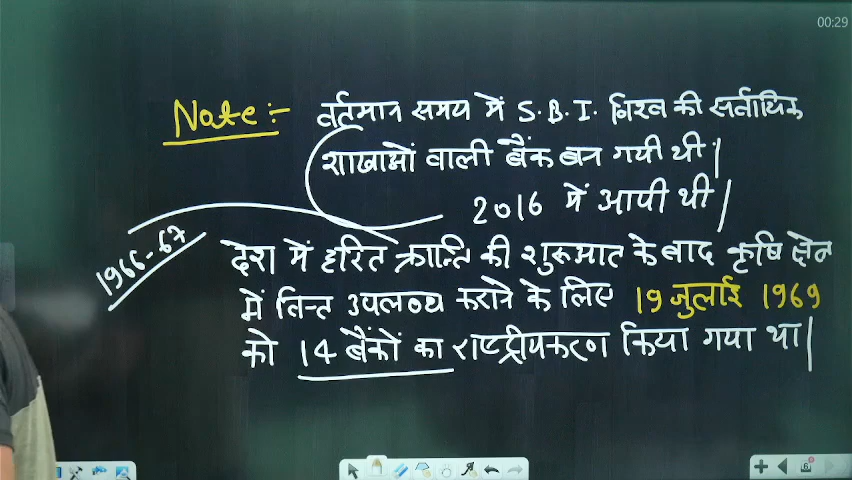 00:29
Note :- वर्तमान समय में S.B.I. विश्व की सर्वाधिक
शाखाओं वाली बैंक बन गयी थी|
2016 में आयी थी|
1966-67
देश में हरित क्रान्ति की शुरूआत के बाद कृषि क्षेत्र
में वित्त उपलब्ध कराने के लिए 19 जुलाई 1969
को 14 बैंकों का राष्ट्रीयकरण किया गया था|